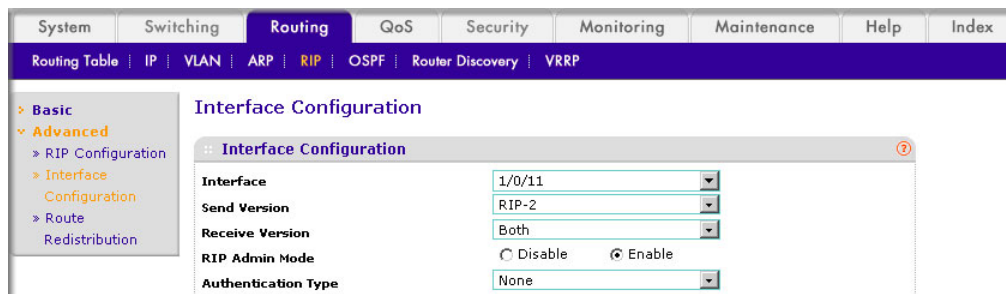 System Switching Routing QoS Security Monitoring Maintenance Help Index
Routing Table IP VLAN ARP RIP OSPF Router Discovery VRRP
Basic
Advanced
» RIP Configuration
» Interface
Configuration
» Route
Redistribution
Interface Configuration
Interface Configuration ?
Interface 1/0/11
Send Version RIP-2
Receive Version Both
RIP Admin Mode Disable Enable
Authentication Type None